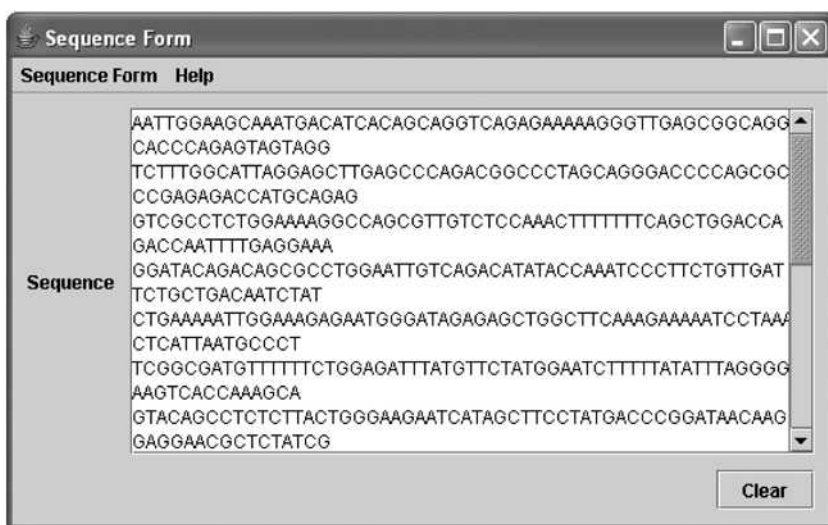 Sequence Form
Sequence Form Help
Sequence
AATTGGAAGCAAATGACATCACAGCAGGTCAGAGAAAAAGGGTTGAGCGGCAGG
CACCCAGAGTAGTAGG
TCTTTGGCATTAGGAGCTTGAGCCCAGACGGCCCTAGCAGGGACCCCAGCGC
CCGAGAGACCATGCAGAG
GTCGCCTCTGGAAAAGGCCAGCGTTGTCTCCAAACTTTTTTTCAGCTGGACCA
GACCAATTTTGAGGAAA
GGATACAGACAGCGCCTGGAATTGTCAGACATATACCAAATCCCTTCTGTTGAT
TCTGCTGACAATCTAT
CTGAAAAATTGGAAAGAGAATGGGATAGAGAGCTGGCTTCAAAGAAAAATCCTAAA
CTCATTAATGCCCT
TCGGCGATGTTTTTTCTGGAGATTTATGTTCTATGGAATCTTTTTATATTTAGGGG
AAGTCACCAAAGCA
GTACAGCCTCTCTTACTGGGAAGAATCATAGCTTCCTATGACCCGGATAACAAG
GAGGAACGCTCTATCG
Clear